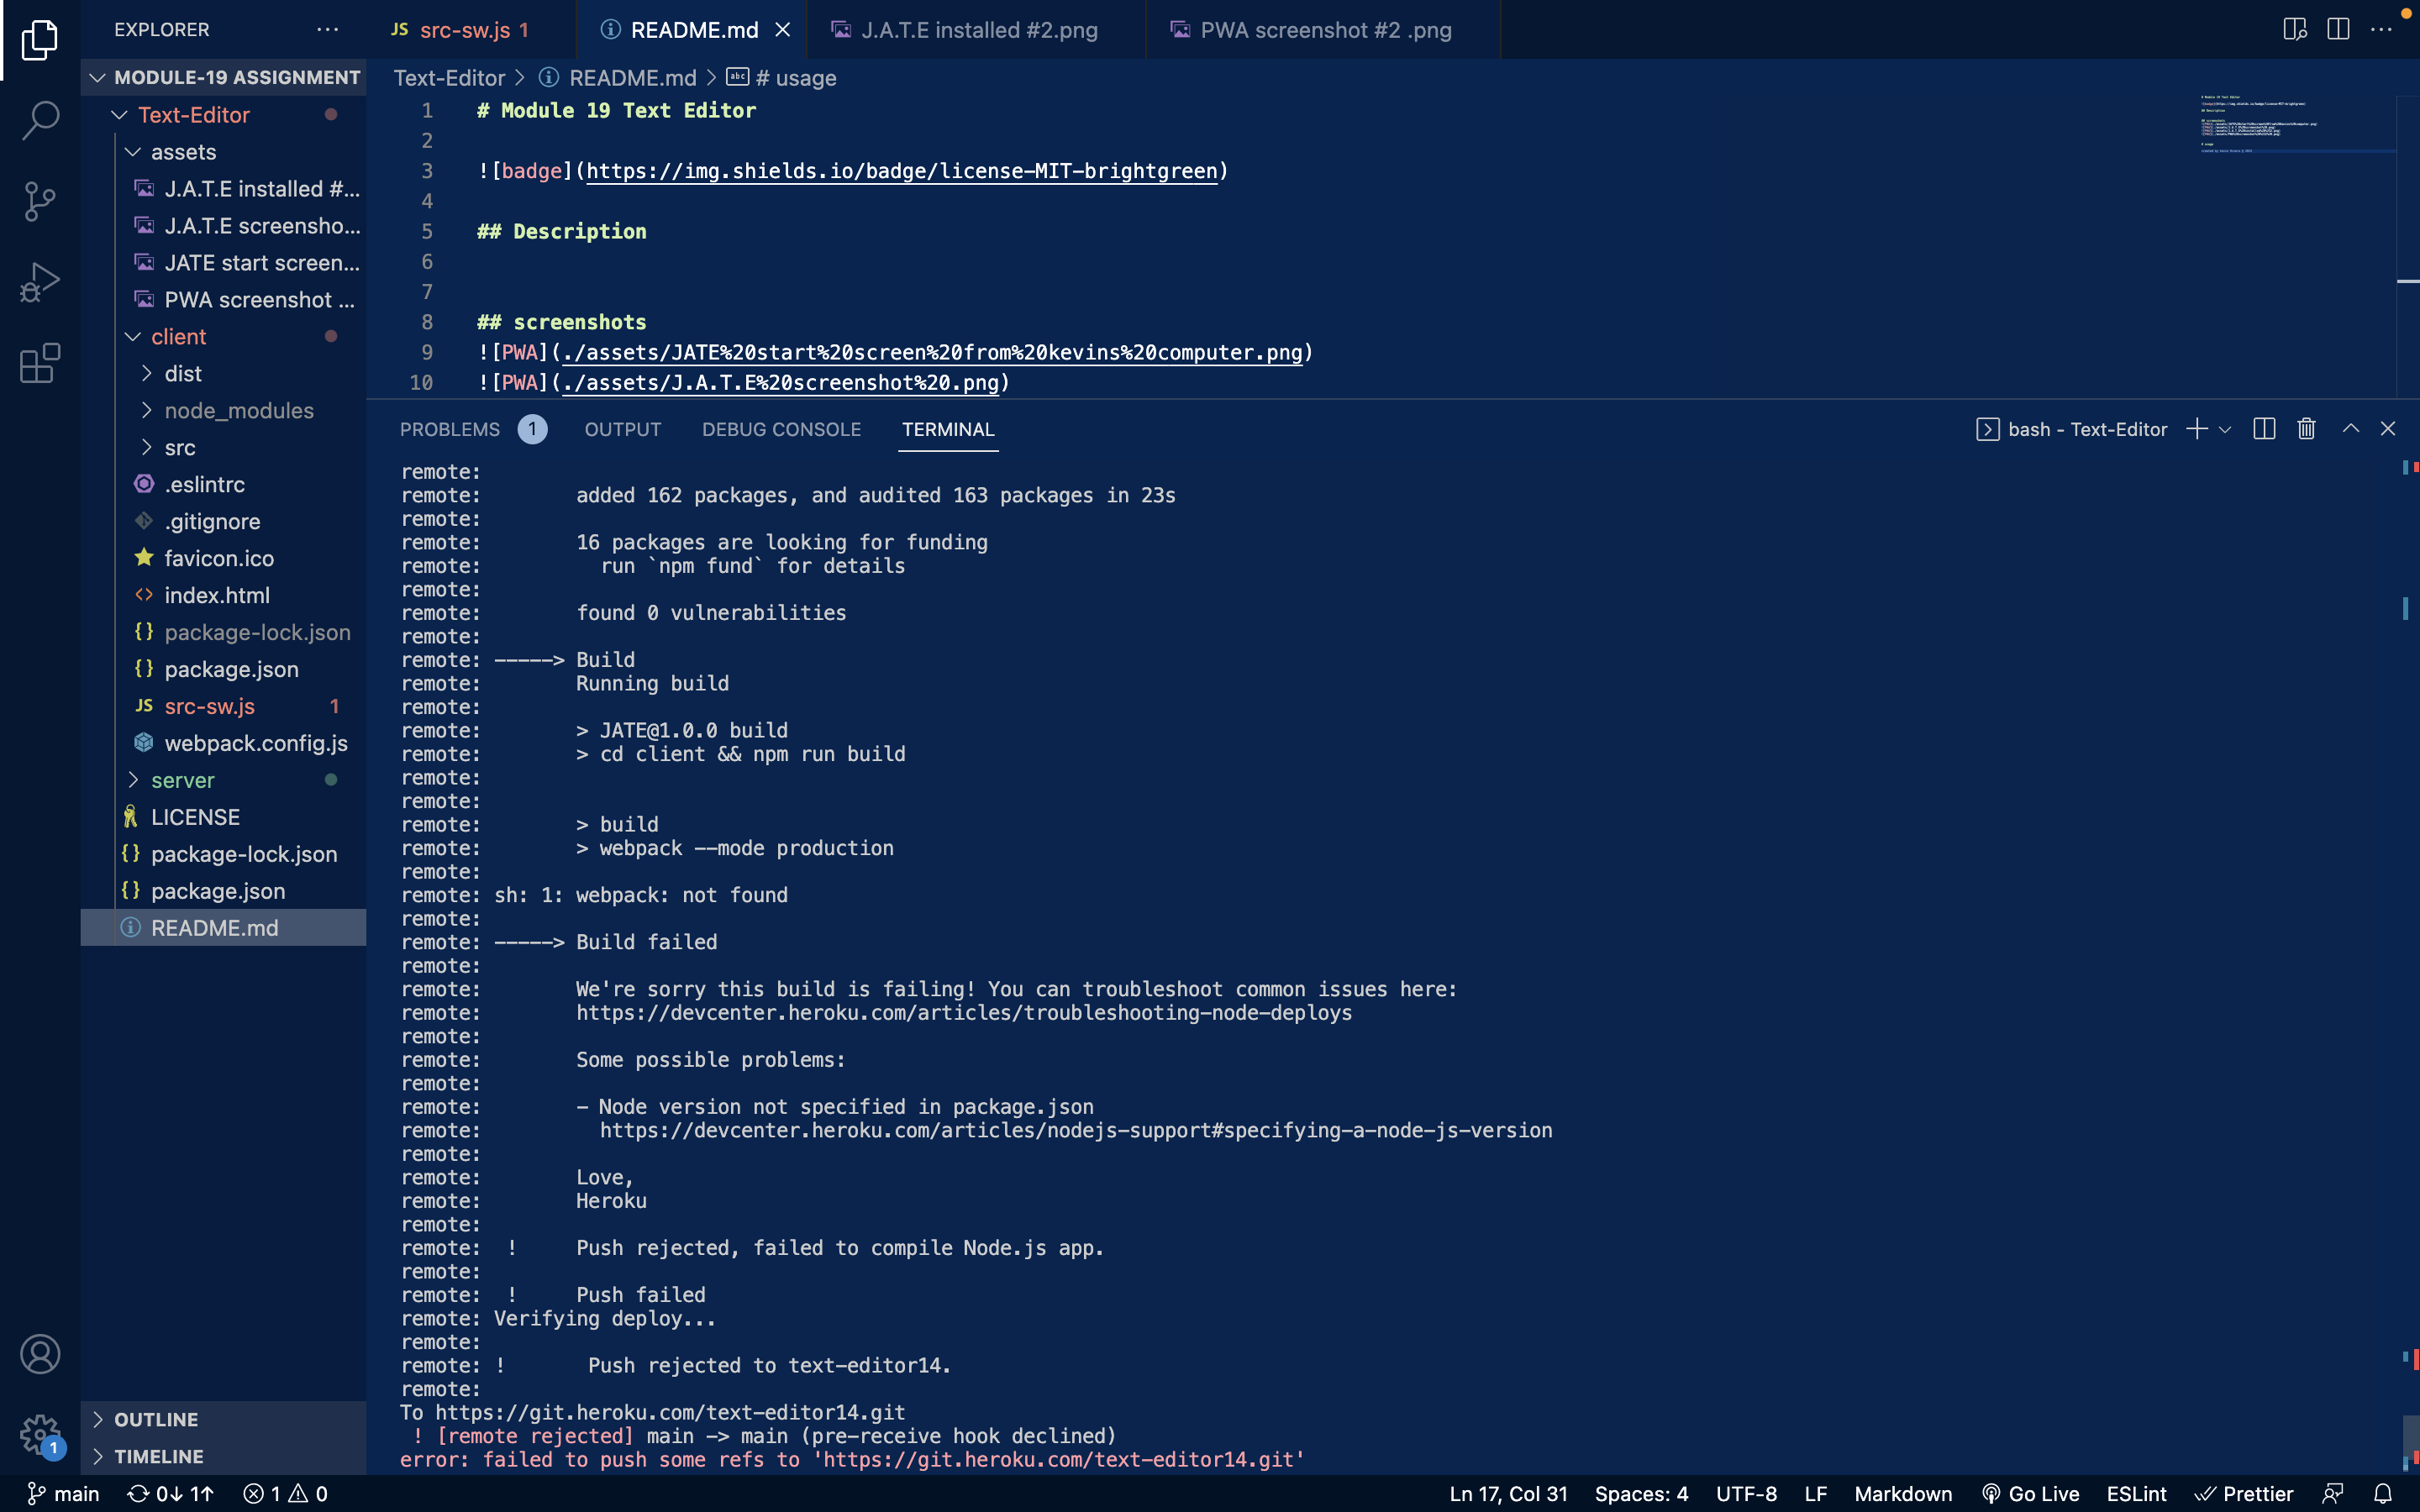 EXPLORER
JS src-sw.js 1
README.md
J.A.T.E installed #2.png
PWA screenshot #2 .png
MODULE-19 ASSIGNMENT
Text-Editor
assets
J.A.T.E installed #...
J.A.T.E screensho...
JATE start screen...
PWA screenshot ...
client
dist
node_modules
src
.eslintrc
.gitignore
favicon.ico
index.html
package-lock.json
package.json
JS src-sw.js 1
webpack.config.js
server
LICENSE
package-lock.json
package.json
README.md
OUTLINE
TIMELINE
Text-Editor > README.md > abc # usage
1 # Module 19 Text Editor
2
3 ![badge](https://img.shields.io/badge/license-MIT-brightgreen)
4
5 ## Description
6
7
8 ## screenshots
9 ![PWA](./assets/JATE%20start%20screen%20from%20kevins%20computer.png)
10 ![PWA](./assets/J.A.T.E%20screenshot%20.png)
PROBLEMS 1 OUTPUT DEBUG CONSOLE TERMINAL
bash - Text-Editor
remote:
remote: added 162 packages, and audited 163 packages in 23s
remote:
remote: 16 packages are looking for funding
remote: run `npm fund` for details
remote:
remote: found 0 vulnerabilities
remote:
remote: -----> Build
remote: Running build
remote:
remote: > JATE@1.0.0 build
remote: > cd client && npm run build
remote:
remote:
remote: > build
remote: > webpack --mode production
remote:
remote: sh: 1: webpack: not found
remote:
remote: -----> Build failed
remote:
remote: We're sorry this build is failing! You can troubleshoot common issues here:
remote: https://devcenter.heroku.com/articles/troubleshooting-node-deploys
remote:
remote: Some possible problems:
remote:
remote: - Node version not specified in package.json
remote: https://devcenter.heroku.com/articles/nodejs-support#specifying-a-node-js-version
remote:
remote: Love,
remote: Heroku
remote:
remote: ! Push rejected, failed to compile Node.js app.
remote:
remote: ! Push failed
remote: Verifying deploy...
remote:
remote: ! Push rejected to text-editor14.
remote:
To https://git.heroku.com/text-editor14.git
! [remote rejected] main -> main (pre-receive hook declined)
error: failed to push some refs to 'https://git.heroku.com/text-editor14.git'
1
main 0↓ 1↑ 1 0
Ln 17, Col 31 Spaces: 4 UTF-8 LF Markdown Go Live ESLint Prettier